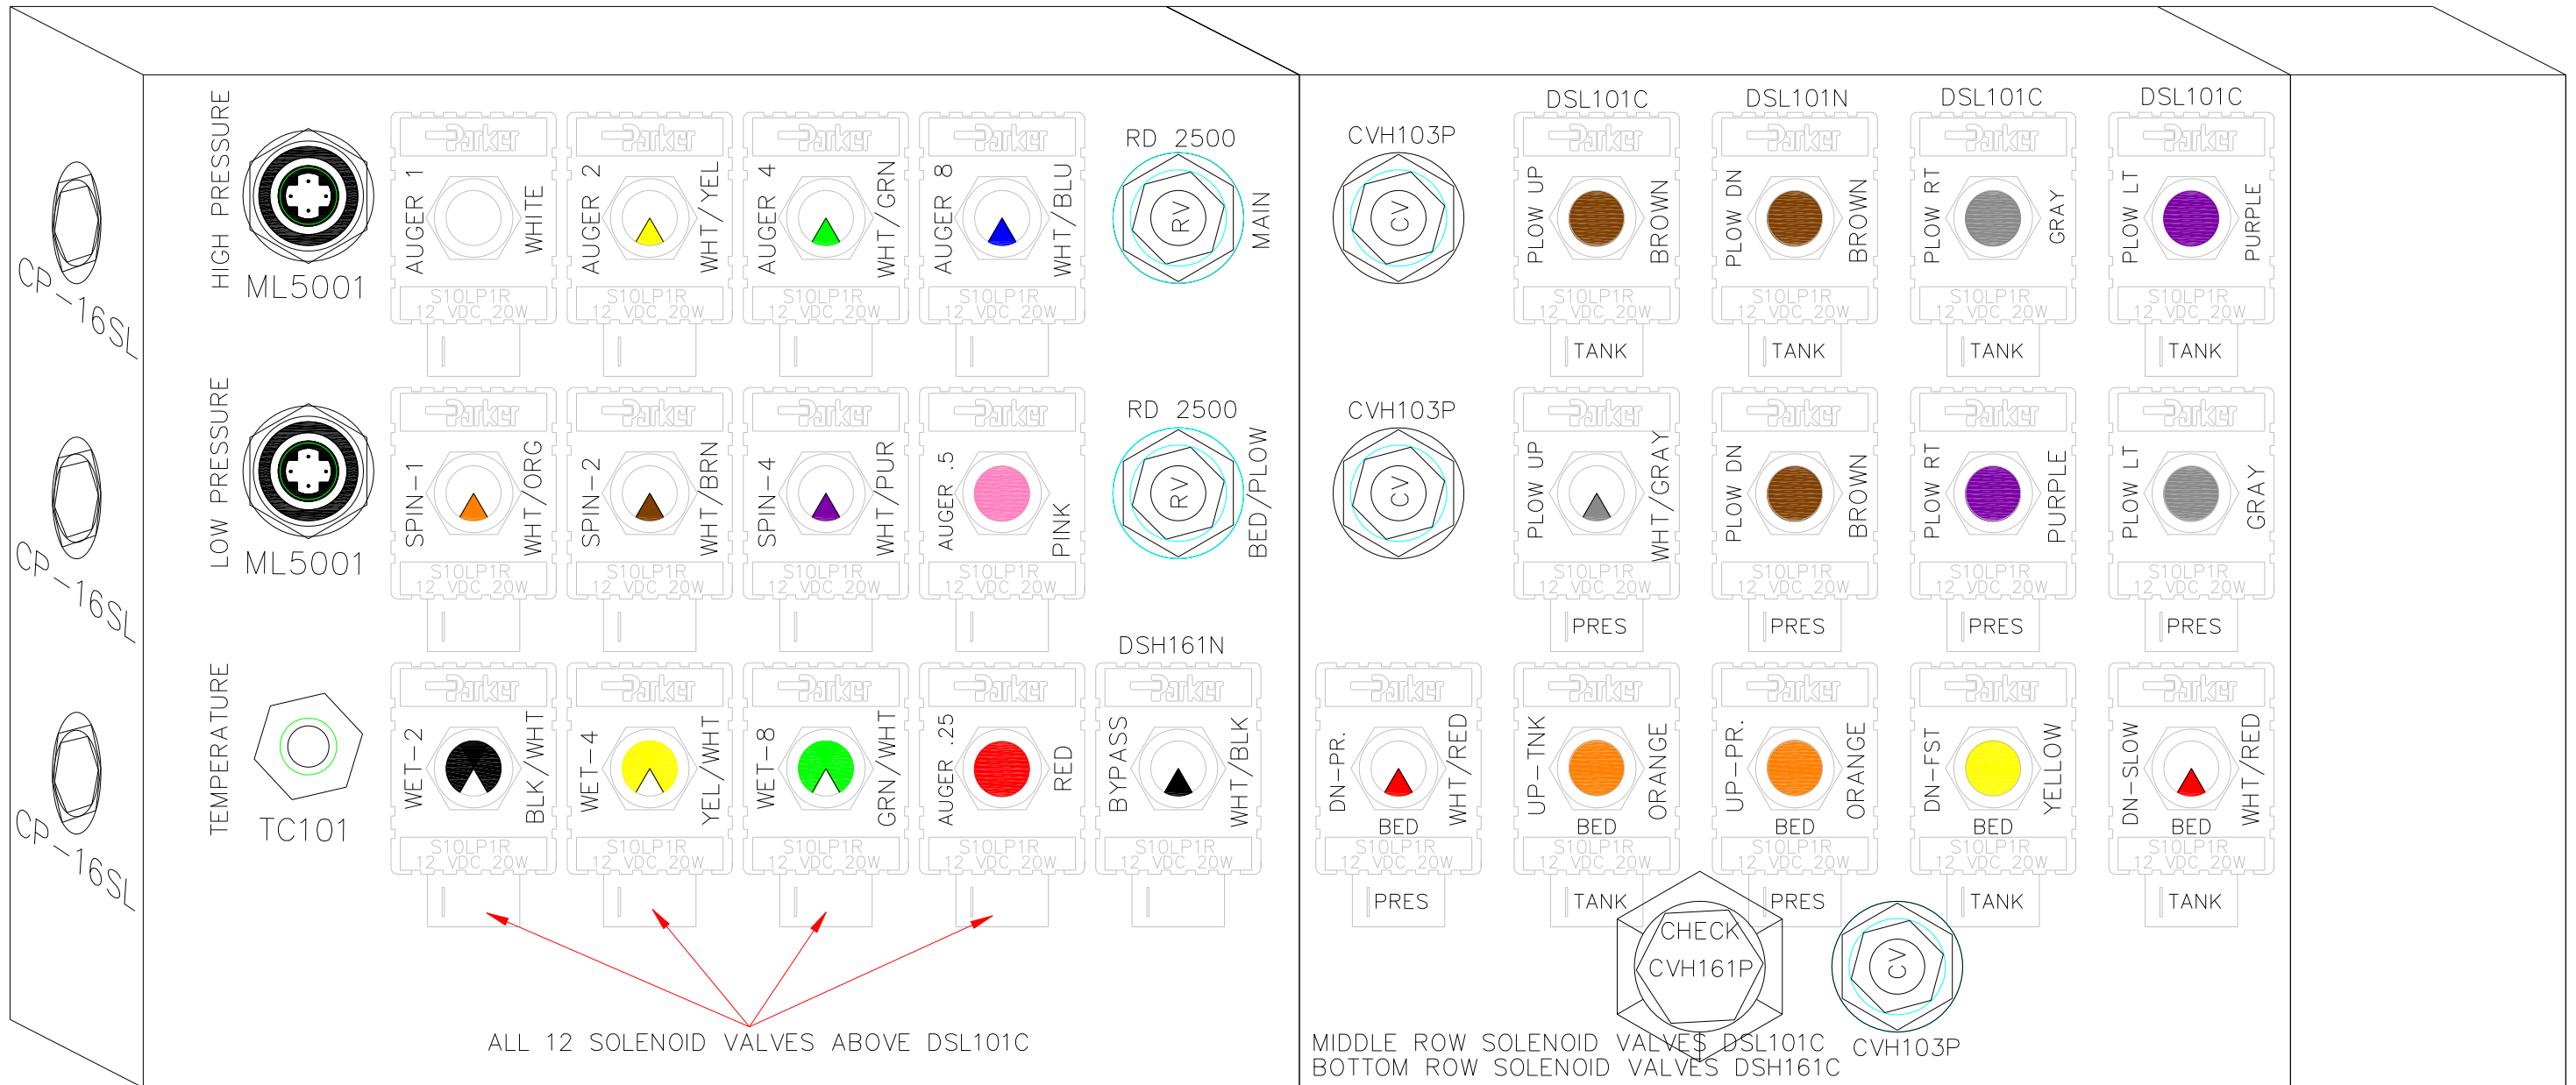 CP-16SL
CP-16SL
CP-16SL
HIGH PRESSURE
ML5001
Parker
AUGER 1
WHITE
S10LP1R
12 VDC 20W
Parker
AUGER 2
WHT/YEL
S10LP1R
12 VDC 20W
Parker
AUGER 4
WHT/GRN
S10LP1R
12 VDC 20W
Parker
AUGER 8
WHT/BLU
S10LP1R
12 VDC 20W
RD 2500
RV
MAIN
LOW PRESSURE
ML5001
Parker
SPIN-1
WHT/ORG
S10LP1R
12 VDC 20W
Parker
SPIN-2
WHT/BRN
S10LP1R
12 VDC 20W
Parker
SPIN-4
WHT/PUR
S10LP1R
12 VDC 20W
Parker
AUGER .5
PINK
S10LP1R
12 VDC 20W
RD 2500
RV
BED/PLOW
TEMPERATURE
TC101
Parker
WET-2
BLK/WHT
S10LP1R
12 VDC 20W
Parker
WET-4
YEL/WHT
S10LP1R
12 VDC 20W
Parker
WET-8
GRN/WHT
S10LP1R
12 VDC 20W
Parker
AUGER .25
RED
S10LP1R
12 VDC 20W
DSH161N
Parker
BYPASS
WHT/BLK
S10LP1R
12 VDC 20W
ALL 12 SOLENOID VALVES ABOVE DSL101C
CVH103P
CV
DSL101C
Parker
PLOW UP
BROWN
S10LP1R
12 VDC 20W
TANK
DSL101N
Parker
PLOW DN
BROWN
S10LP1R
12 VDC 20W
TANK
DSL101C
Parker
PLOW RT
GRAY
S10LP1R
12 VDC 20W
TANK
DSL101C
Parker
PLOW LT
PURPLE
S10LP1R
12 VDC 20W
TANK
CVH103P
CV
Parker
PLOW UP
WHT/GRAY
S10LP1R
12 VDC 20W
PRES
Parker
PLOW DN
BROWN
S10LP1R
12 VDC 20W
PRES
Parker
PLOW RT
PURPLE
S10LP1R
12 VDC 20W
PRES
Parker
PLOW LT
GRAY
S10LP1R
12 VDC 20W
PRES
Parker
DN-PR.
WHT/RED
BED
S10LP1R
12 VDC 20W
PRES
Parker
UP-TNK
ORANGE
BED
S10LP1R
12 VDC 20W
TANK
Parker
UP-PR.
ORANGE
BED
S10LP1R
12 VDC 20W
PRES
Parker
DN-FST
YELLOW
BED
S10LP1R
12 VDC 20W
TANK
Parker
DN-SLOW
WHT/RED
BED
S10LP1R
12 VDC 20W
TANK
CHECK
CVH161P
CV
CVH103P
MIDDLE ROW SOLENOID VALVES DSL101C
BOTTOM ROW SOLENOID VALVES DSH161C